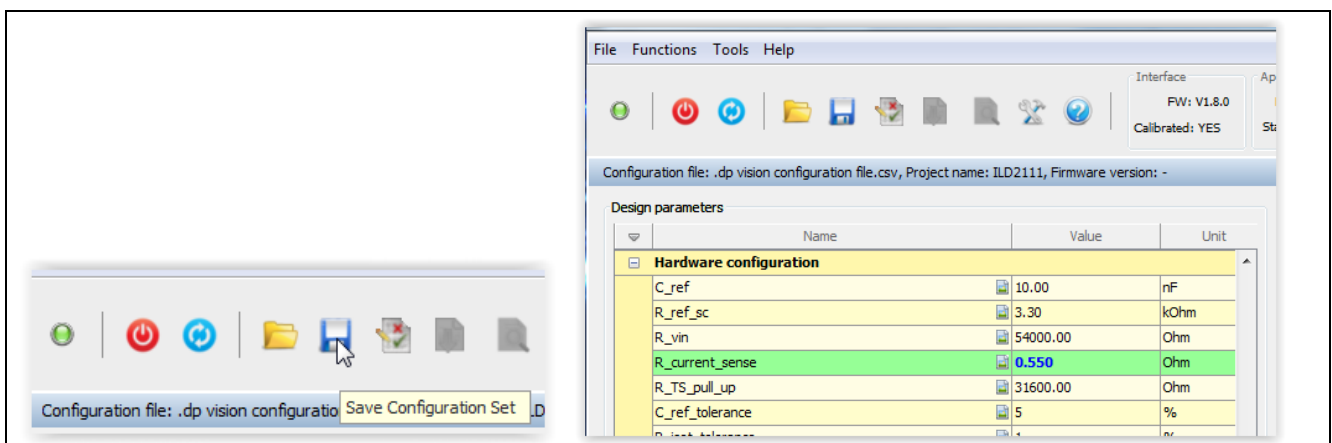 Configuration file: .dp vision configuratio
Save Configuration Set
File Functions Tools Help
Interface
FW: V1.8.0
Calibrated: YES
Ap
Sta
Configuration file: .dp vision configuration file.csv, Project name: ILD2111, Firmware version: -
Design parameters
Name Value Unit
Hardware configuration
C_ref 10.00 nF
R_ref_sc 3.30 kOhm
R_vin 54000.00 Ohm
R_current_sense 0.550 Ohm
R_TS_pull_up 31600.00 Ohm
C_ref_tolerance 5 %